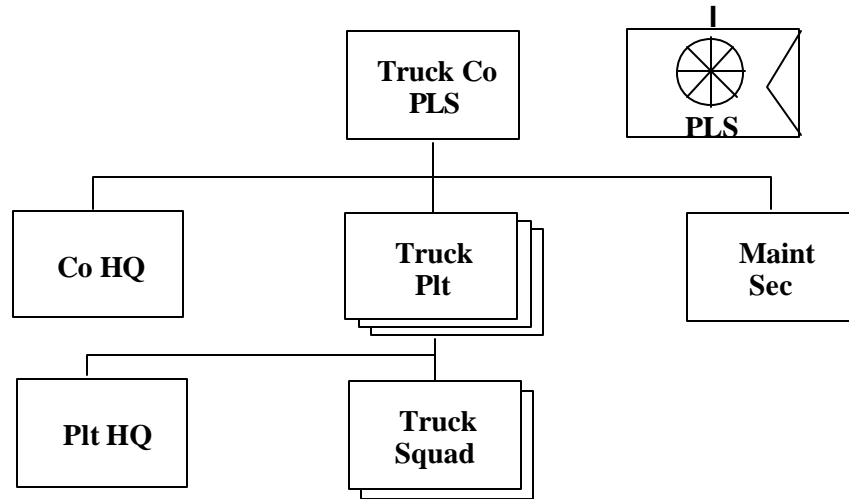 Truck Co
PLS
PLS
Co HQ
Truck
Plt
Maint
Sec
Plt HQ
Truck
Squad